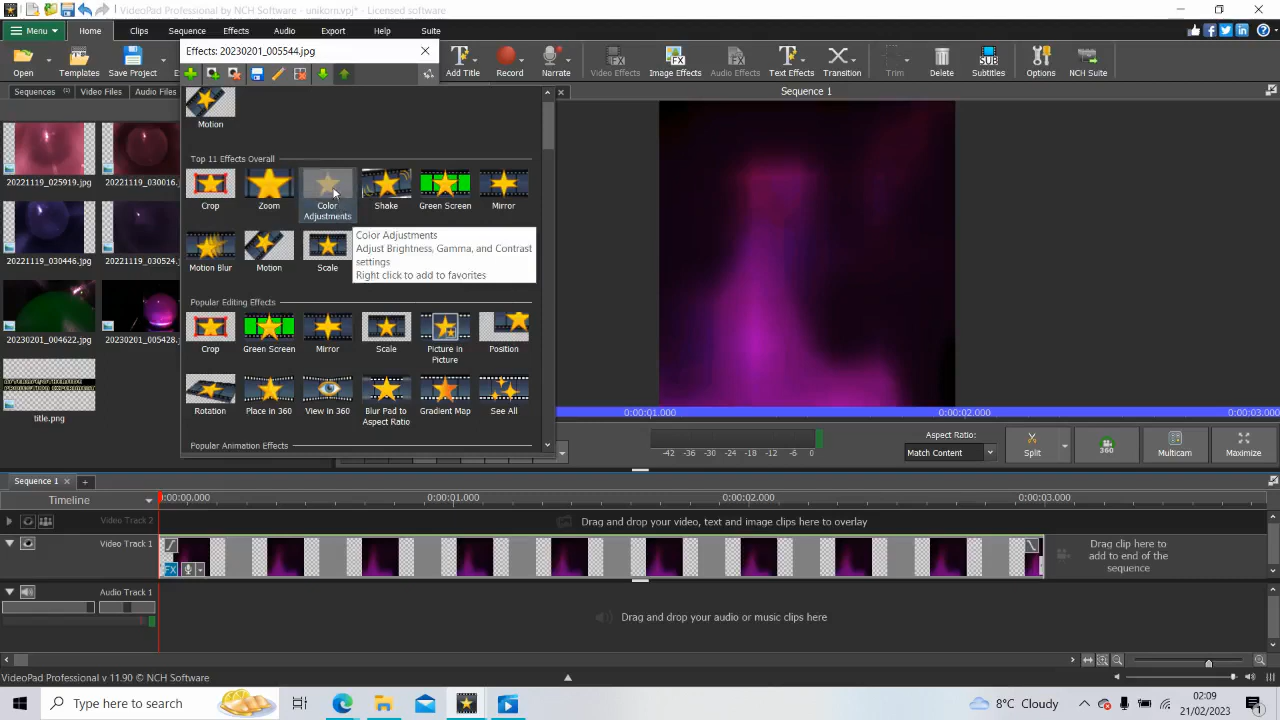 VideoPad Professional by NCH Software - unikorn.vpj* - Licensed software
Menu Home Clips Sequence Effects Audio Export Help Suite
Effects: 20230201_005544.jpg
Open Templates Save Project Add Title Record Narrate Video Effects Image Effects Audio Effects Text Effects Transition Trim Delete Subtitles Options NCH Suite
Sequences (1) Video Files Audio Files
Sequence 1
20221119_025919.jpg 20221119_030016.jpg
20221119_030519.jpg 20221119_030524.jpg
20230201_004622.jpg 20230201_005428.jpg
title.png
Motion
Top 11 Effects Overall
Crop Zoom Color Adjustments Shake Green Screen Mirror
Motion Blur Motion Scale
Color Adjustments
Adjust Brightness, Gamma, and Contrast
settings
Right click to add to favorites
Popular Editing Effects
Crop Green Screen Mirror Scale Picture in Picture Position
Rotation Place in 360 View in 360 Blur Pad to Aspect Ratio Gradient Map See All
Popular Animation Effects
0:00:01.000 0:00:02.000 0:00:03.000
-42 -36 -30 -24 -18 -12 -6 0
Aspect Ratio:
Match Content
Split 360 Multicam Maximize
Sequence 1
Timeline 0:00:00.000 0:00:01.000 0:00:02.000 0:00:03.000
Video Track 2 Drag and drop your video, text and image clips here to overlay
Video Track 1
FX
Drag clip here to
add to end of the
sequence
Audio Track 1
Drag and drop your audio or music clips here
VideoPad Professional v 11.90 © NCH Software
Type here to search
8°C Cloudy
02:09
21/02/2023
1